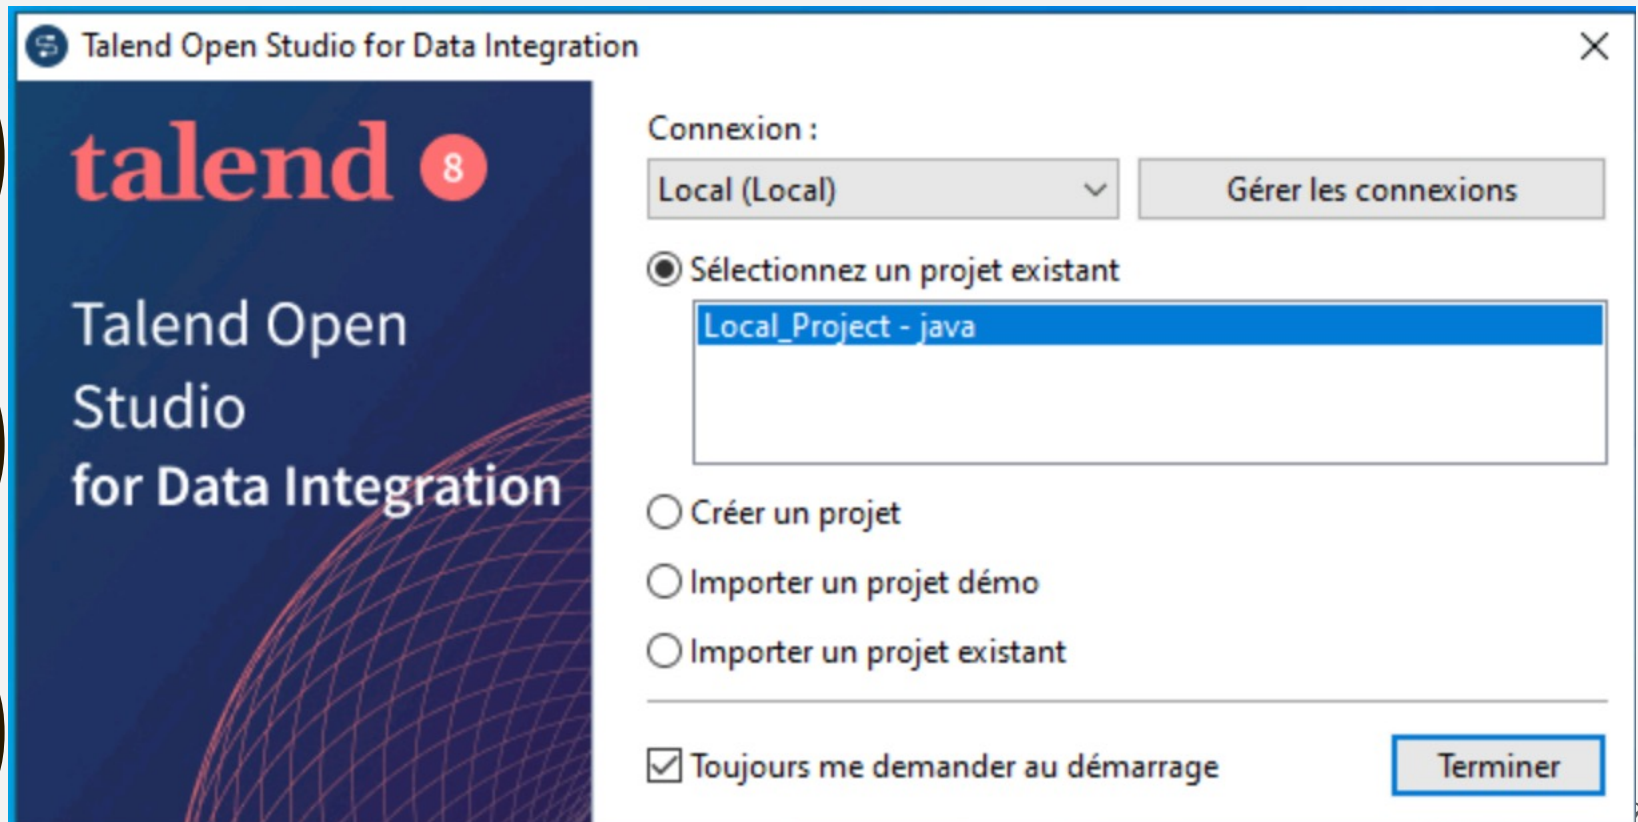 Talend Open Studio for Data Integration
talend 8
Talend Open
Studio
for Data Integration
Connexion :
Local (Local)
Gérer les connexions
Sélectionnez un projet existant
Local_Project - java
Créer un projet
Importer un projet démo
Importer un projet existant
Toujours me demander au démarrage
Terminer